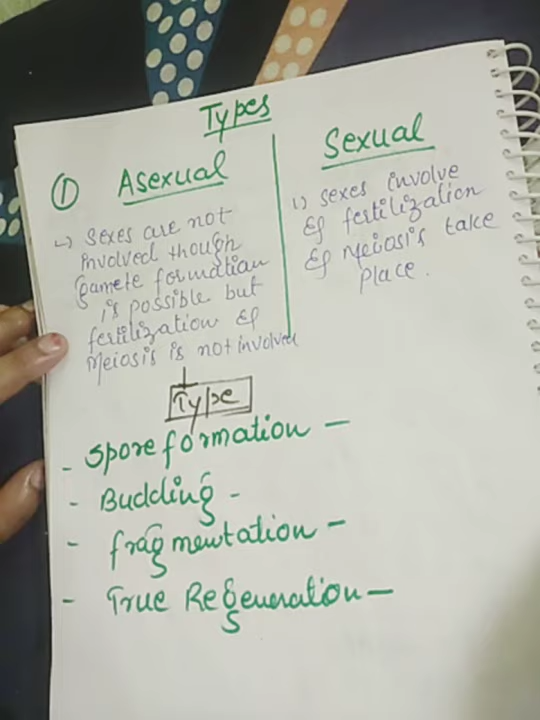 Types
① Asexual
↳ Sexes are not
involved though
gamete formation
is possible but
fertilization &
Meiosis is not involved
Sexual
1) Sexes involve
& fertilization
& Meiosis take
place.
Type
- Spore formation -
- Budding -
- fragmentation -
- True Regeneration -